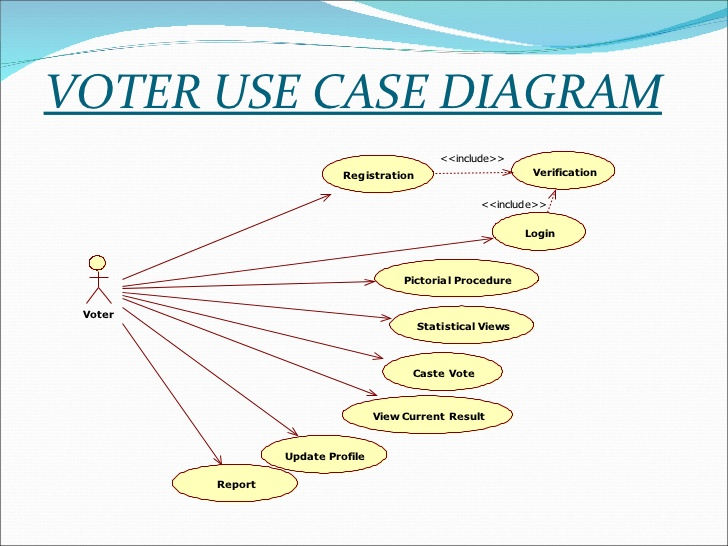 VOTER USE CASE DIAGRAM
<<include>>
Registration
Verification
<<include>>
Login
Pictorial Procedure
Voter
Statistical Views
Caste Vote
View Current Result
Update Profile
Report